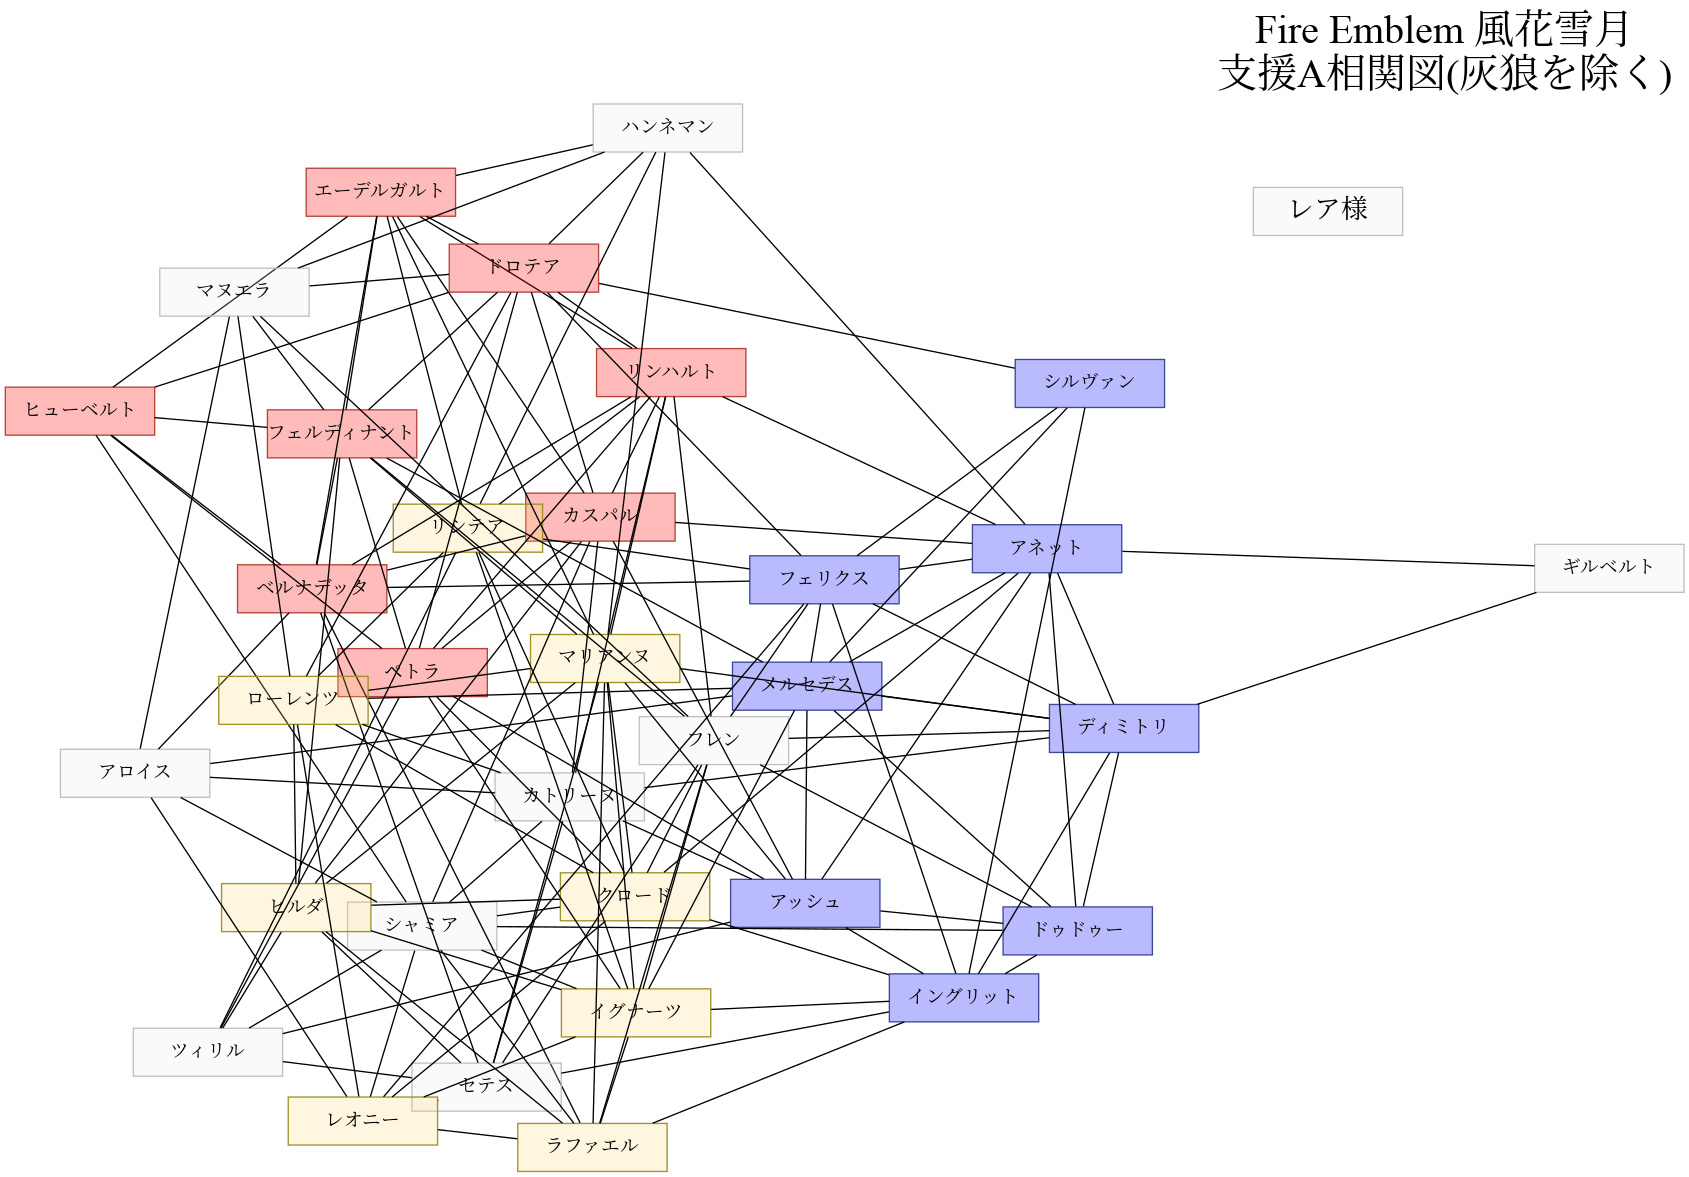 Fire Emblem 風花雪月
支援A相関図(灰狼を除く)
ハンネマン
エーデルガルト
レア様
ドロテア
マヌエラ
リンハルト
シルヴァン
ヒューベルト
フェルディナント
カスパル
リシテア
アネット
ギルベルト
フェリクス
ベルナデッタ
マリアンヌ
ペトラ
メルセデス
ローレンツ
ディミトリ
フレン
アロイス
カトリーヌ
クロード
アッシュ
ヒルダ
シャミア
ドゥドゥー
イングリット
イグナーツ
ツィリル
セテス
レオニー
ラファエル